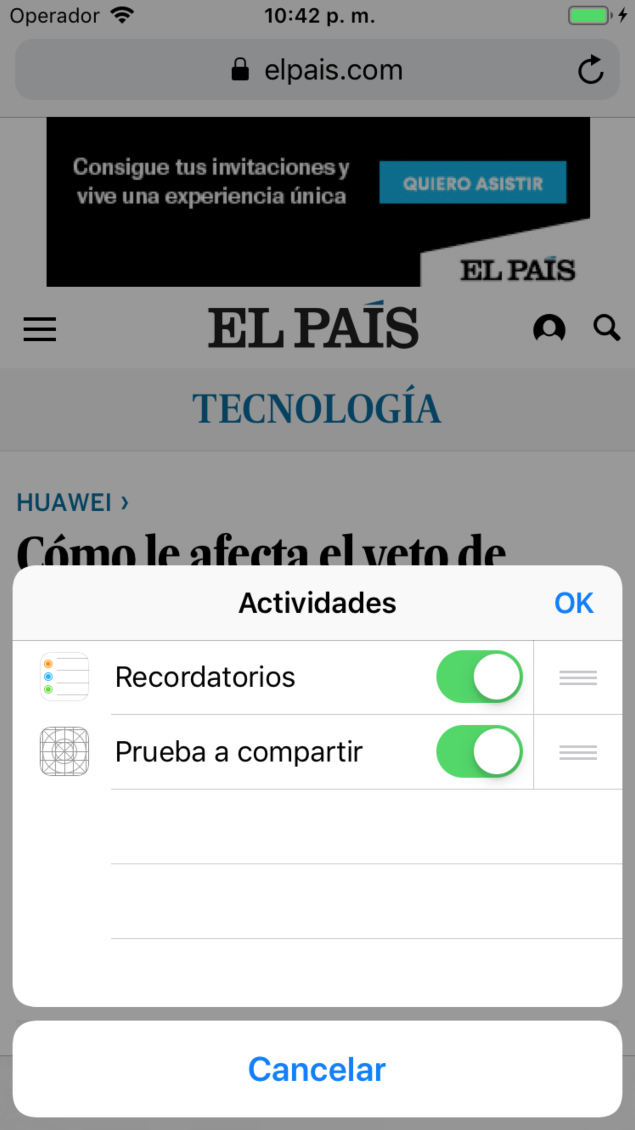 Operador
10:42 p. m.
elpais.com
Consigue tus invitaciones y
vive una experiencia única
QUIERO ASISTIR
EL PAÍS
EL PAÍS
TECNOLOGÍA
HUAWEI ›
Cómo le afecta el veto de
Actividades
OK
Recordatorios
Prueba a compartir
Cancelar